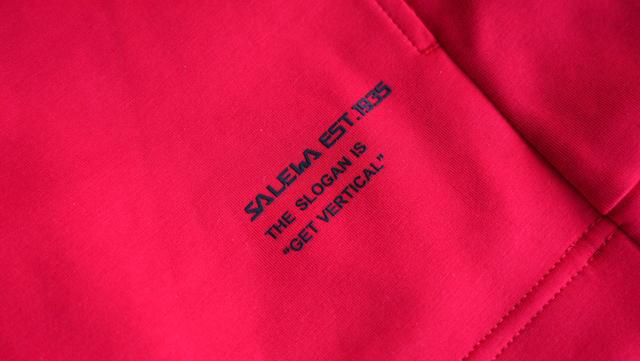 SALEWA EST.1935
THE SLOGAN IS
"GET VERTICAL"